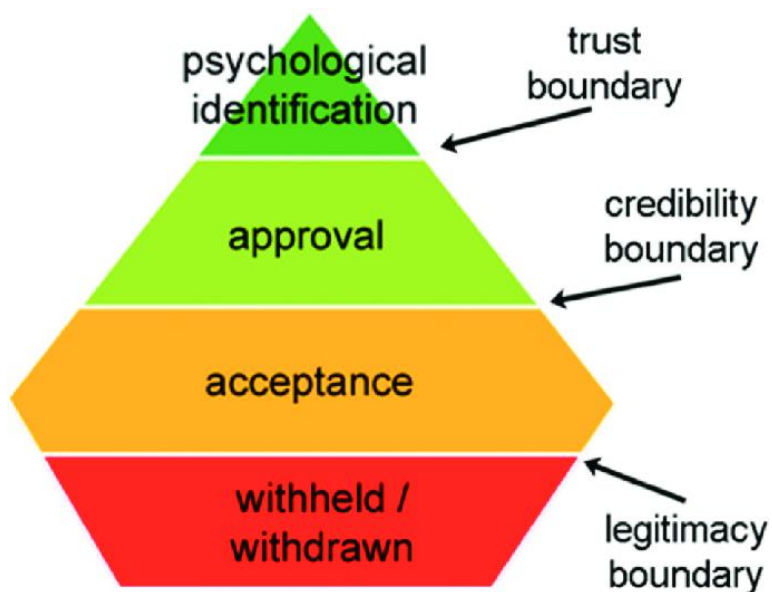 psychological
identification
trust
boundary
approval
credibility
boundary
acceptance
withheld /
withdrawn
legitimacy
boundary